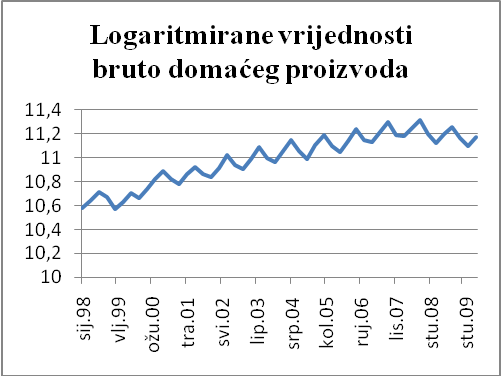 Logaritmirane vrijednosti
bruto domaćeg proizvoda
11,4
11,2
11
10,8
10,6
10,4
10,2
10
sij.98
vlj.99
ožu.00
tra.01
svi.02
lip.03
srp.04
kol.05
ruj.06
lis.07
stu.08
stu.09